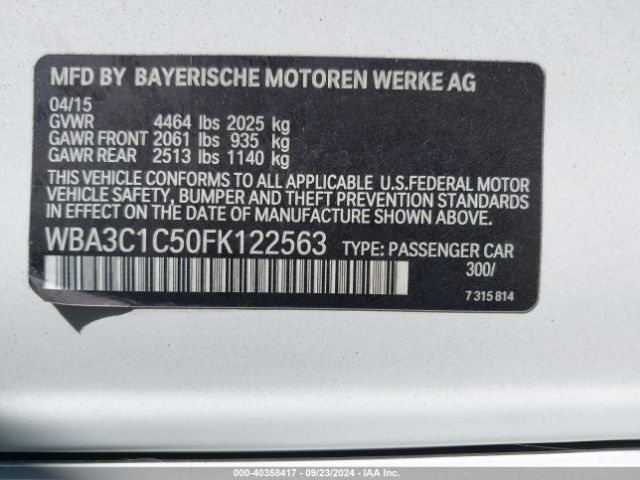 MFD BY BAYERISCHE MOTOREN WERKE AG
04/15
GVWR 4464 lbs 2025 kg
GAWR FRONT 2061 lbs 935 kg
GAWR REAR 2513 lbs 1140 kg
THIS VEHICLE CONFORMS TO ALL APPLICABLE U.S.FEDERAL MOTOR
VEHICLE SAFETY, BUMPER AND THEFT PREVENTION STANDARDS
IN EFFECT ON THE DATE OF MANUFACTURE SHOWN ABOVE.
WBA3C1C50FK122563 TYPE: PASSENGER CAR
300/
7 315 814
000-40358417 - 09/23/2024 - IAA Inc.